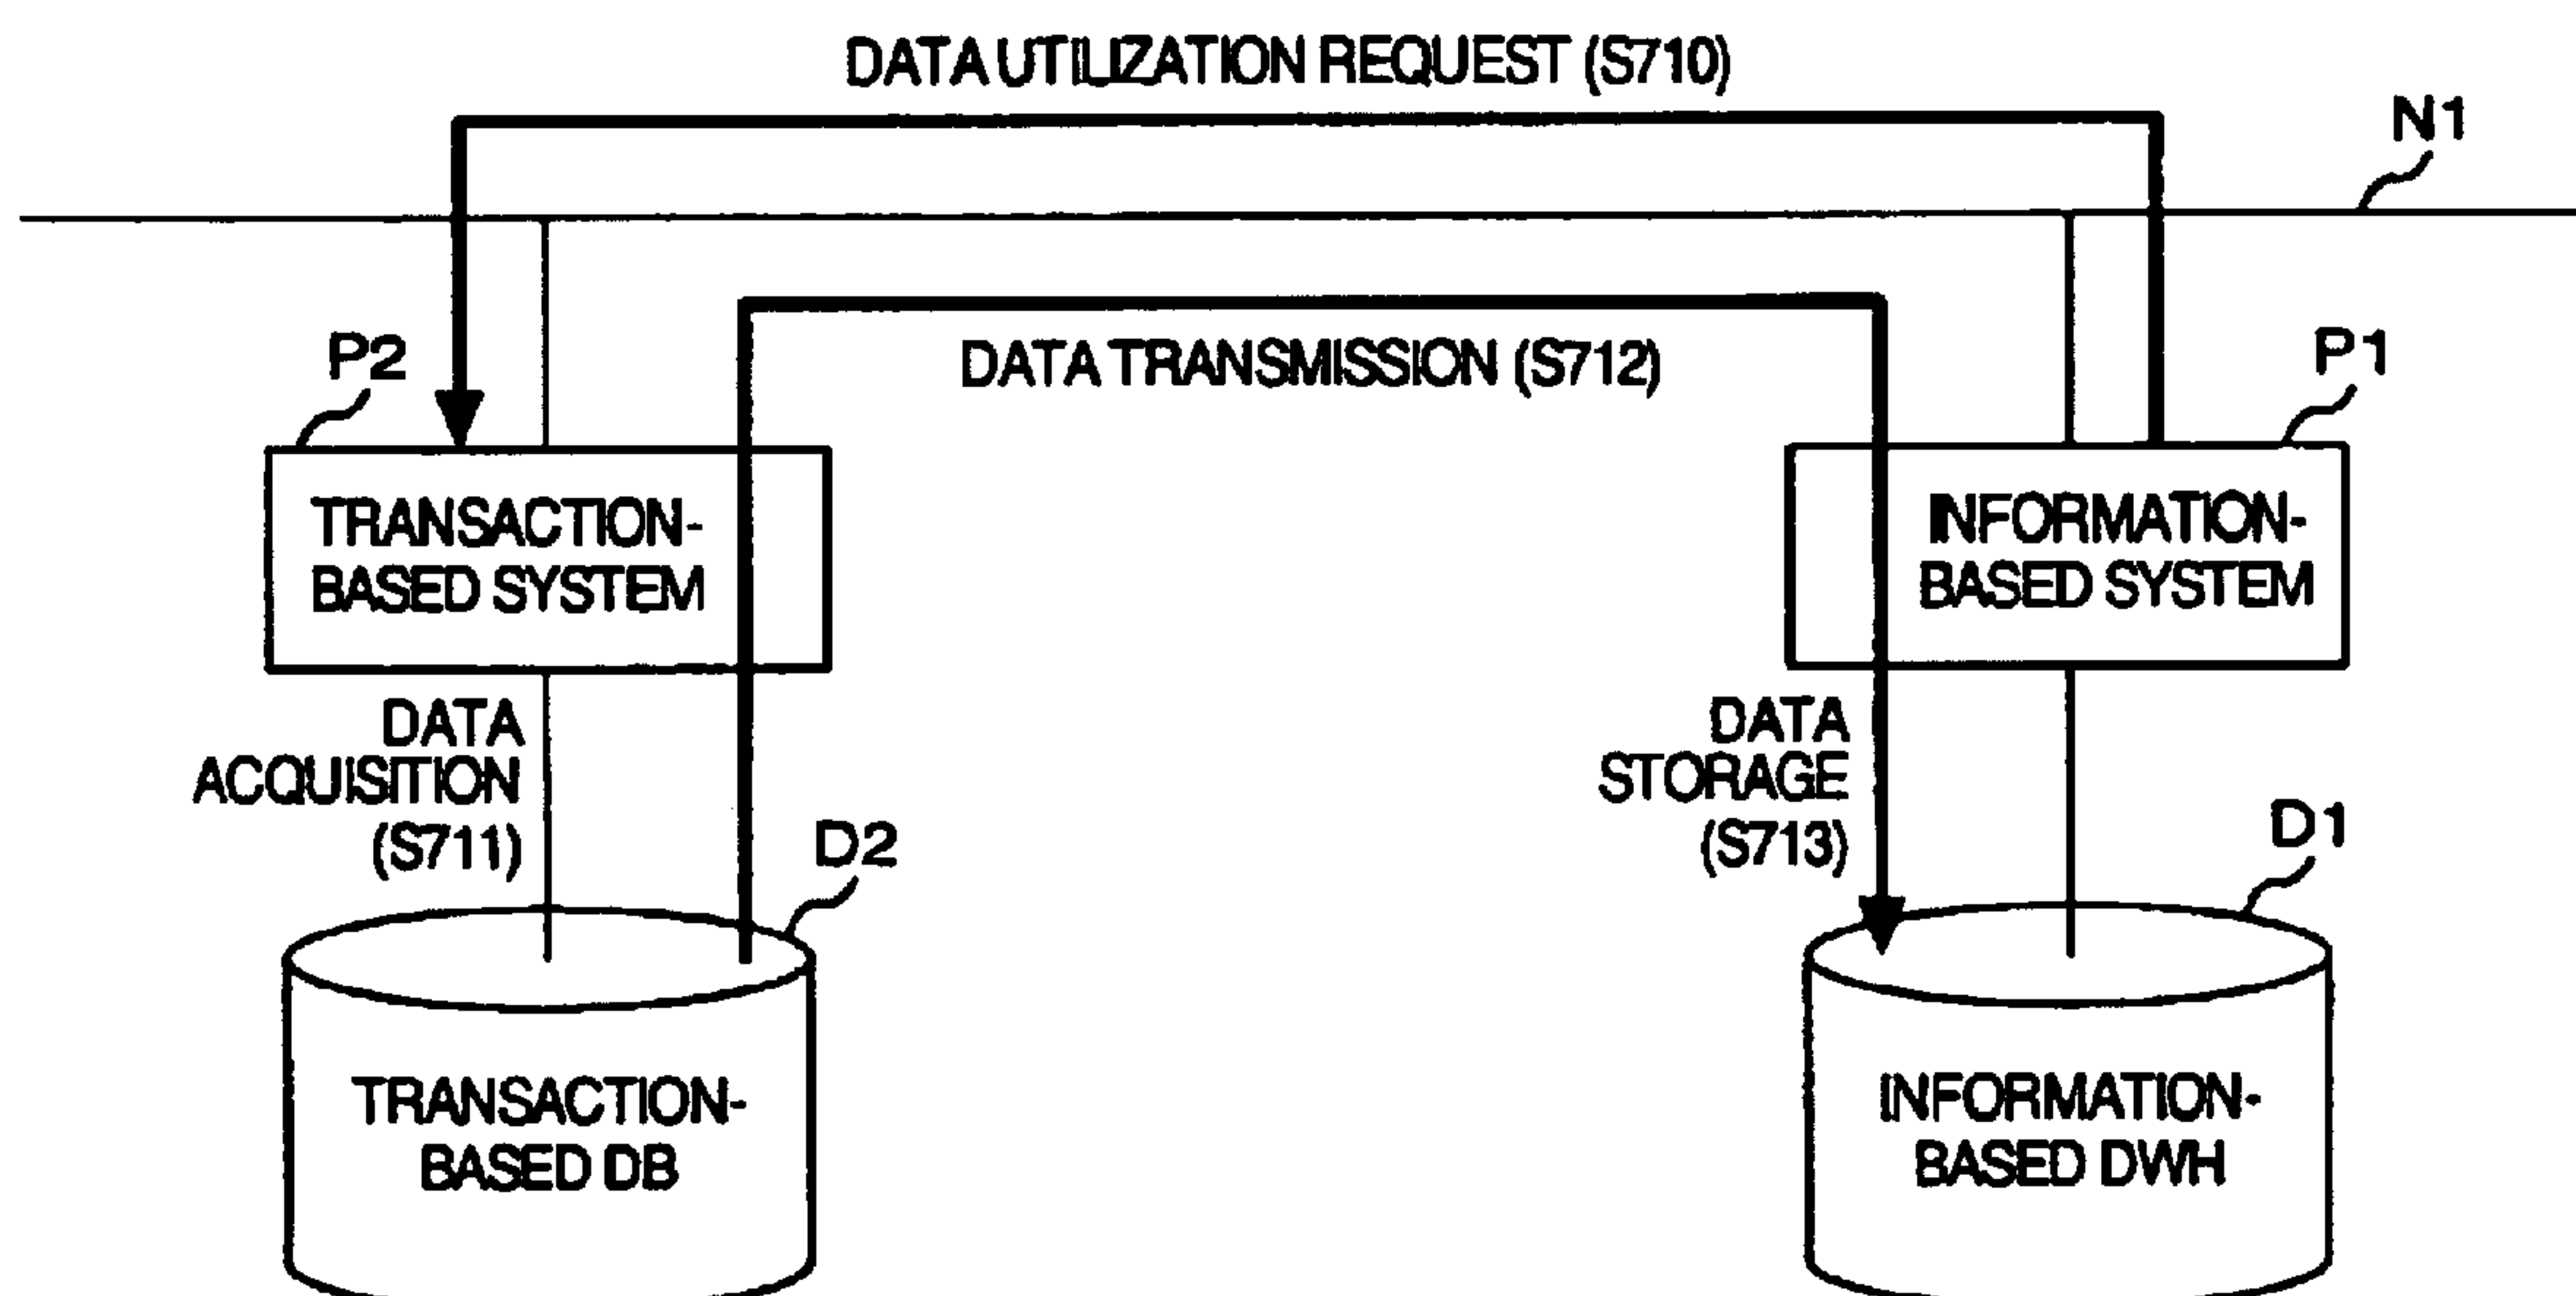 DATA UTILIZATION REQUEST (S710)
N1
P2
DATA TRANSMISSION (S712)
P1
TRANSACTION-
BASED SYSTEM
INFORMATION-
BASED SYSTEM
DATA
ACQUISITION
(S711)
D2
DATA
STORAGE
(S713)
D1
TRANSACTION-
BASED DB
INFORMATION-
BASED DWH